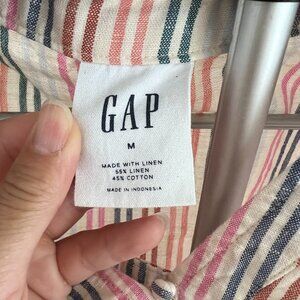 GAP
M
MADE WITH LINEN
55% LINEN
45% COTTON
MADE IN INDONESIA